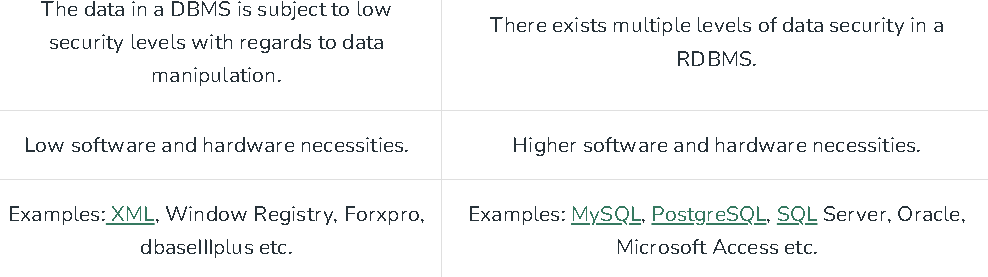 The data in a DBMS is subject to low
security levels with regards to data
manipulation.
There exists multiple levels of data security in a
RDBMS.
Low software and hardware necessities.
Higher software and hardware necessities.
Examples: XML, Window Registry, Forxpro,
dbaseIIIplus etc.
Examples: MySQL, PostgreSQL, SQL Server, Oracle,
Microsoft Access etc.